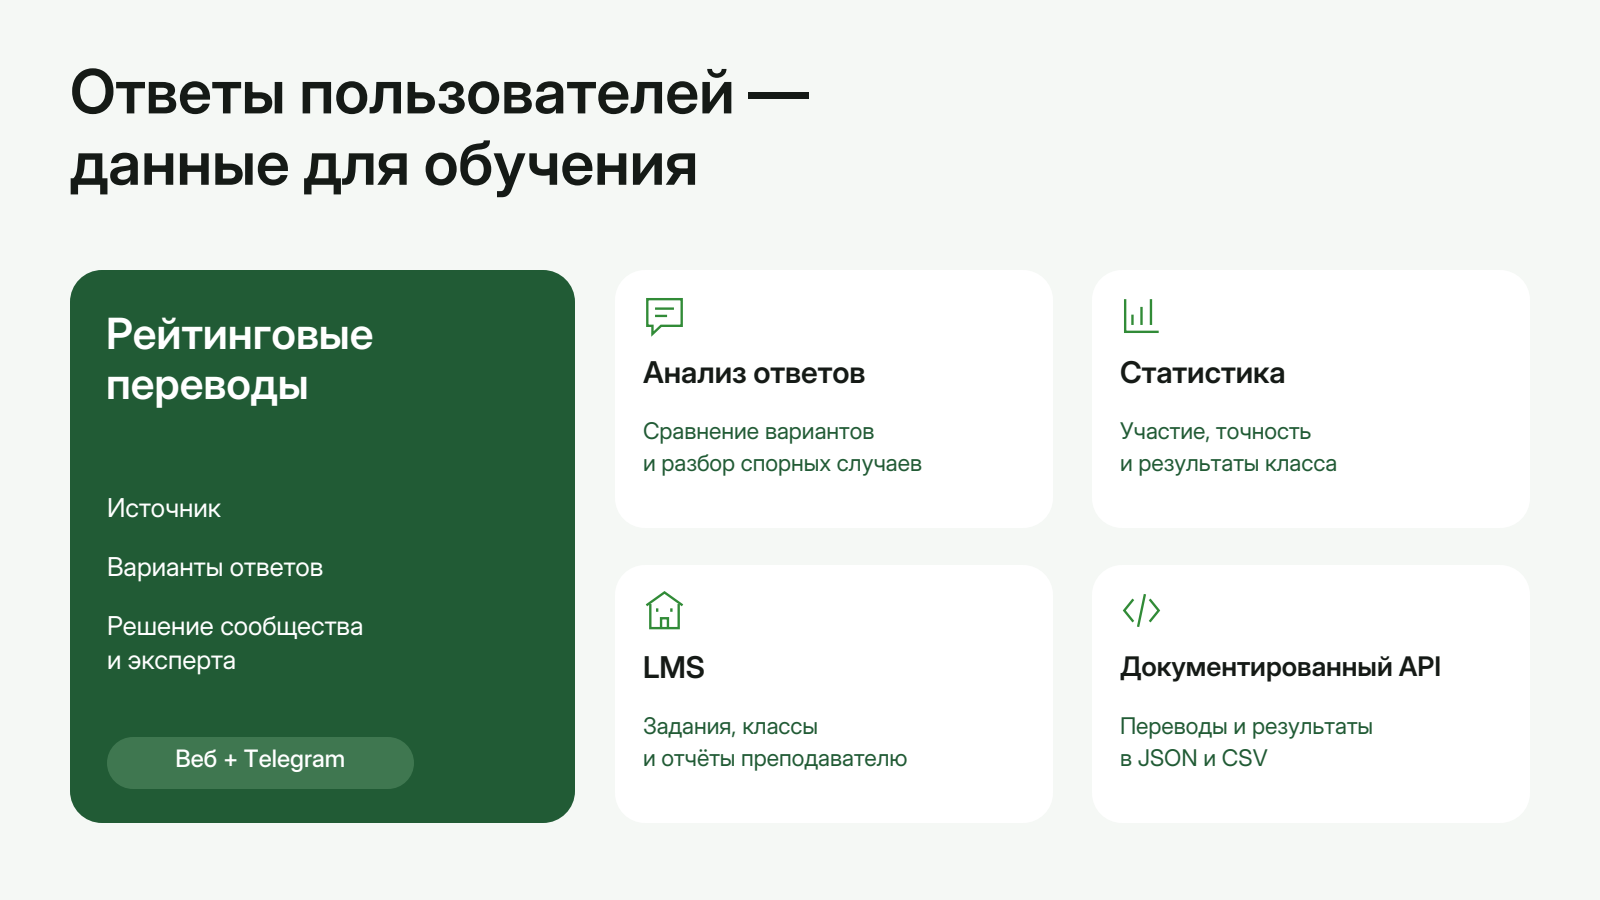 Ответы пользователей —
данные для обучения
Рейтинговые
переводы
Источник
Варианты ответов
Решение сообщества
и эксперта
Веб + Telegram
Анализ ответов
Сравнение вариантов
и разбор спорных случаев
Статистика
Участие, точность
и результаты класса
LMS
Задания, классы
и отчёты преподавателю
Документированный API
Переводы и результаты
в JSON и CSV